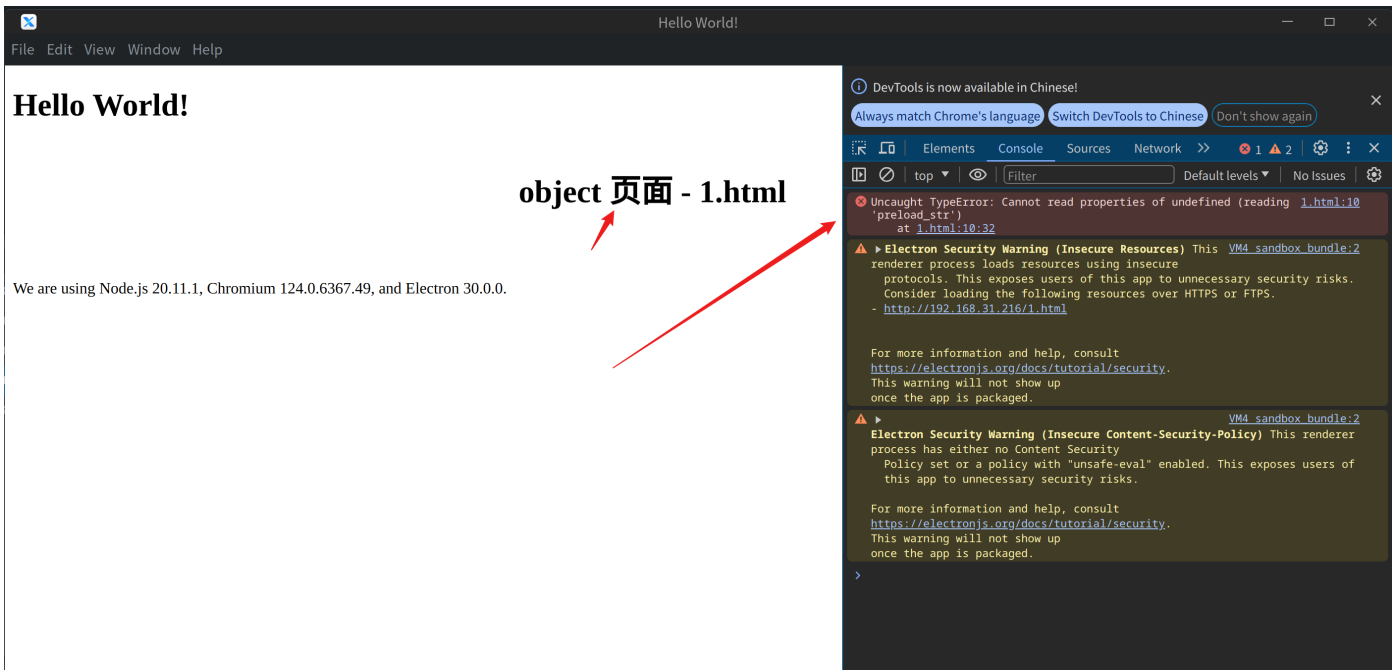 Hello World!
File Edit View Window Help
Hello World!
object 页面 - 1.html
We are using Node.js 20.11.1, Chromium 124.0.6367.49, and Electron 30.0.0.
DevTools is now available in Chinese!
Always match Chrome's language Switch DevTools to Chinese Don't show again
Elements Console Sources Network 1 2
top Filter Default levels No Issues
Uncaught TypeError: Cannot read properties of undefined (reading 1.html:10
'preload_str')
at 1.html:10:32
Electron Security Warning (Insecure Resources) This VM4 sandbox_bundle:2
renderer process loads resources using insecure
protocols. This exposes users of this app to unnecessary security risks.
Consider loading the following resources over HTTPS or FTPS.
- http://192.168.31.216/1.html
For more information and help, consult
https://electronjs.org/docs/tutorial/security.
This warning will not show up
once the app is packaged.
VM4 sandbox_bundle:2
Electron Security Warning (Insecure Content-Security-Policy) This renderer
process has either no Content Security
Policy set or a policy with "unsafe-eval" enabled. This exposes users of
this app to unnecessary security risks.
For more information and help, consult
https://electronjs.org/docs/tutorial/security.
This warning will not show up
once the app is packaged.